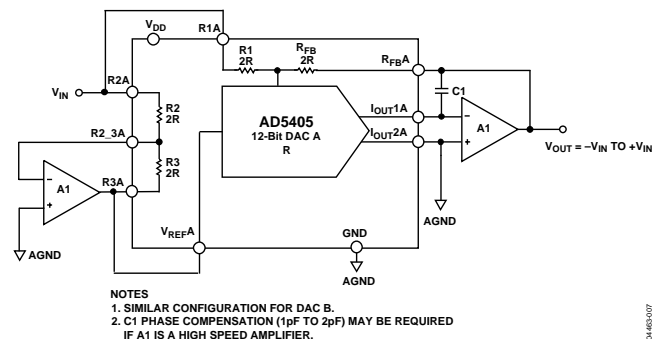 VDD
R1A
R1
2R
RFB
2R
RFBA
R2A
VIN
C1
R2
2R
AD5405
12-Bit DAC A
R
IOUT1A
IOUT2A
A1
VOUT = –VIN TO +VIN
R2_3A
R3
2R
R3A
A1
AGND
VREFA
GND
AGND
AGND
NOTES
1. SIMILAR CONFIGURATION FOR DAC B.
2. C1 PHASE COMPENSATION (1pF TO 2pF) MAY BE REQUIRED
IF A1 IS A HIGH SPEED AMPLIFIER.
04463-007